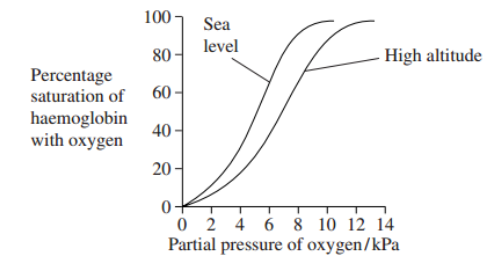 100
Sea
level
80
High altitude
Percentage
saturation of
haemoglobin
with oxygen
60
40
20
0
0 2 4 6 8 10 12 14
Partial pressure of oxygen/kPa